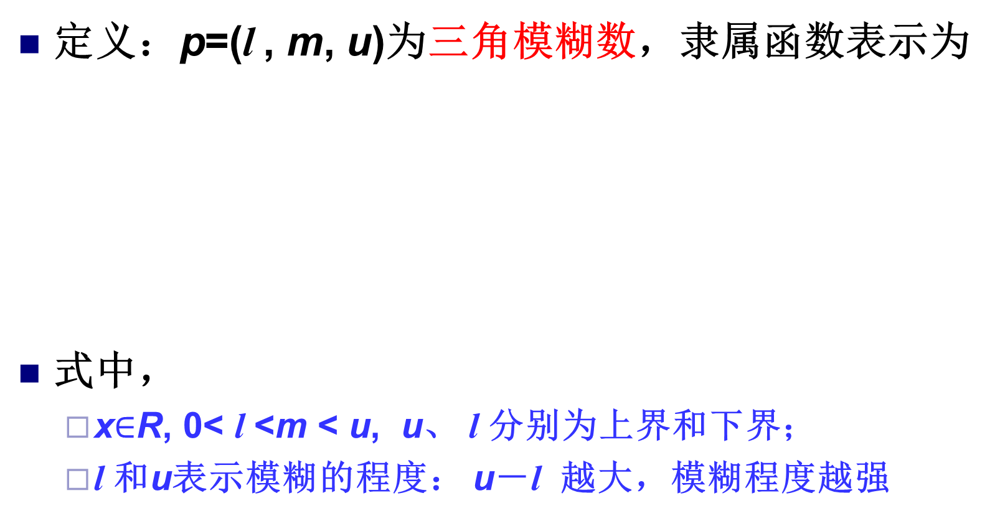 ■ 定义：p=(l , m, u)为三角模糊数，隶属函数表示为
■ 式中，
□x∈R, 0< l <m < u, u、 l 分别为上界和下界；
□l 和u表示模糊的程度： u－l 越大，模糊程度越强